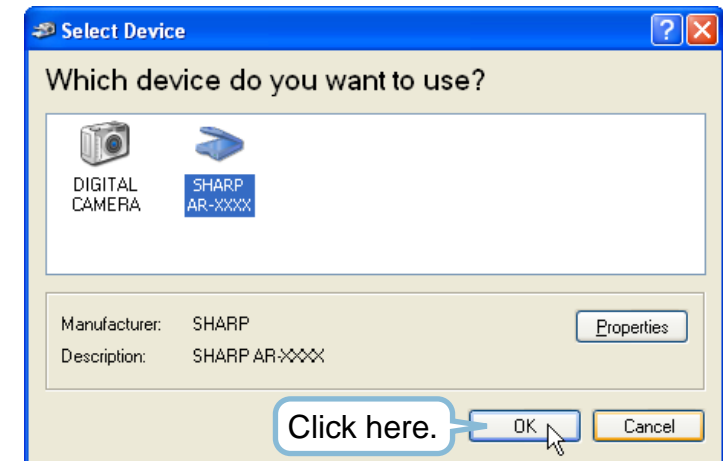 Select Device
Which device do you want to use?
DIGITAL
CAMERA
SHARP
AR-XXXX
Manufacturer: SHARP
Properties
Description: SHARP AR-XXXX
Click here.
OK
Cancel